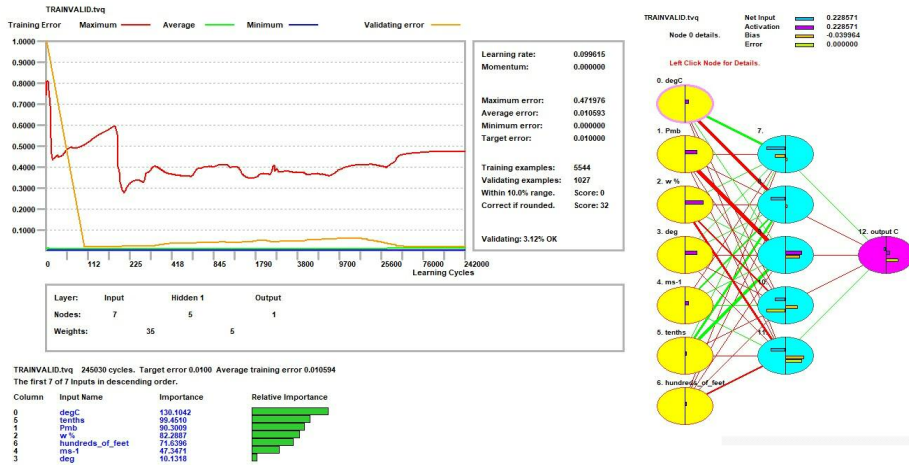 TRAINVALID.tvq
Training Error Maximum Average Minimum Validating error
1.0000
0.9000
0.8000
0.7000
0.6000
0.5000
0.4000
0.3000
0.2000
0.1000
0 112 225 448 845 1790 3800 9700 25600 76000 242000
Learning Cycles
Learning rate: 0.099615
Momentum: 0.000000
Maximum error: 0.471976
Average error: 0.010593
Minimum error: 0.000000
Target error: 0.010000
Training examples: 5544
Validating examples: 1027
Within 10.0% range. Score: 0
Correct if rounded. Score: 32
Validating: 3.12% OK
Layer: Input Hidden 1 Output
Nodes: 7 5 1
Weights: 35 5
TRAINVALID.tvq 245030 cycles. Target error 0.0100 Average training error 0.010594
The first 7 of 7 Inputs in descending order.
Column Input Name Importance Relative Importance
0 degC 130.1042
5 tenths 99.4510
1 Pmb 90.3009
2 w % 82.2887
6 hundreds_of_feet 71.6396
4 ms-1 47.3471
3 deg 10.1318
TRAINVALID.tvq
Node 0 details.
Net Input 0.228571
Activation 0.228571
Bias -0.039964
Error 0.000000
Left Click Node for Details.
0. degC
1. Pmb 7.
2. w %
3. deg 12. output C
4. ms-1 10.
5. tenths 11.
6. hundreds_of_feet